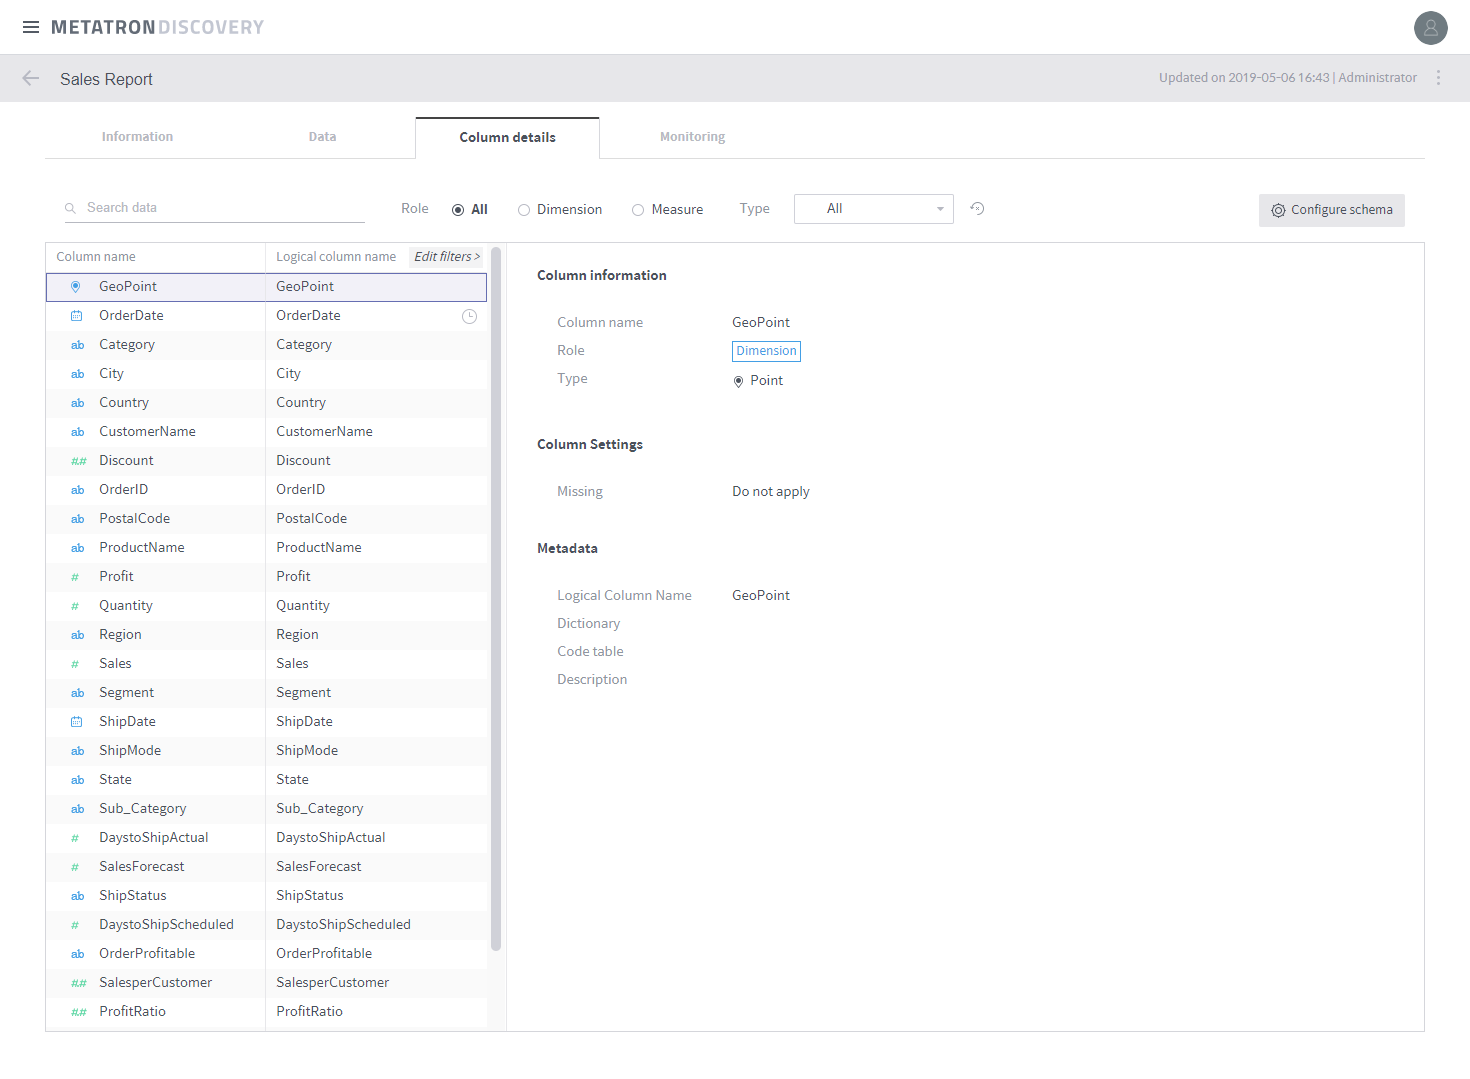 METATRON DISCOVERY
Sales Report
Updated on 2019-05-06 16:43 | Administrator
Information Data Column details Monitoring
Search data Role All Dimension Measure Type All Configure schema
Column name Logical column name Edit filters >
GeoPoint GeoPoint
OrderDate OrderDate
ab Category Category
ab City City
ab Country Country
ab CustomerName CustomerName
#.# Discount Discount
ab OrderID OrderID
ab PostalCode PostalCode
ab ProductName ProductName
# Profit Profit
# Quantity Quantity
ab Region Region
# Sales Sales
ab Segment Segment
ShipDate ShipDate
ab ShipMode ShipMode
ab State State
ab Sub_Category Sub_Category
# DaystoShipActual DaystoShipActual
# SalesForecast SalesForecast
ab ShipStatus ShipStatus
# DaystoShipScheduled DaystoShipScheduled
ab OrderProfitable OrderProfitable
#.# SalesperCustomer SalesperCustomer
#.# ProfitRatio ProfitRatio
Column information
Column name GeoPoint
Role Dimension
Type Point
Column Settings
Missing Do not apply
Metadata
Logical Column Name GeoPoint
Dictionary
Code table
Description